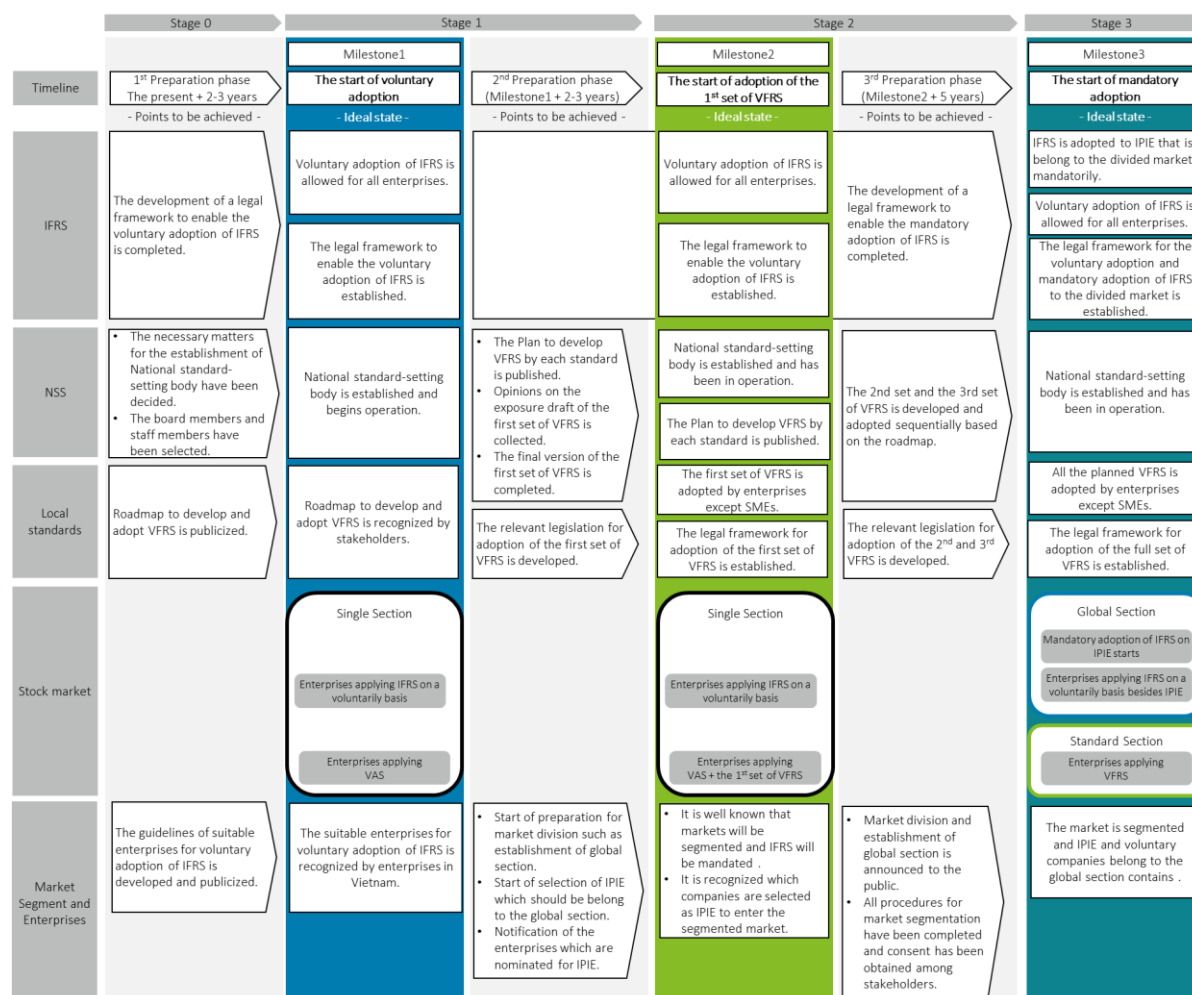 Stage 0
Stage 1
Stage 2
Stage 3
Timeline
1st Preparation phase
The present + 2-3 years
Milestone1
The start of voluntary
adoption
2nd Preparation phase
(Milestone1 + 2-3 years)
Milestone2
The start of adoption of the
1st set of VFRS
3rd Preparation phase
(Milestone2 + 5 years)
Milestone3
The start of mandatory
adoption
- Points to be achieved -
- Ideal state -
- Points to be achieved -
- Ideal state -
- Points to be achieved -
- Ideal state -
IFRS
The development of a legal
framework to enable the
voluntary adoption of IFRS
is completed.
Voluntary adoption of IFRS is
allowed for all enterprises.
The legal framework to
enable the voluntary
adoption of IFRS is
established.
Voluntary adoption of IFRS is
allowed for all enterprises.
The legal framework to
enable the voluntary
adoption of IFRS is
established.
The development of a
legal framework to
enable the mandatory
adoption of IFRS is
completed.
IFRS is adopted to IPIE that is
belong to the divided market
mandatorily.
Voluntary adoption of IFRS is
allowed for all enterprises.
The legal framework for the
voluntary adoption and
mandatory adoption of IFRS
to the divided market is
established.
NSS
• The necessary matters
for the establishment of
National standard-
setting body have been
decided.
• The board members and
staff members have
been selected.
National standard-setting
body is established and
begins operation.
• The Plan to develop
VFRS by each standard
is published.
• Opinions on the
exposure draft of the
first set of VFRS is
collected.
• The final version of the
first set of VFRS is
completed.
National standard-setting
body is established and has
been in operation.
The Plan to develop VFRS by
each standard is published.
The 2nd set and the 3rd set
of VFRS is developed and
adopted sequentially based
on the roadmap.
National standard-setting
body is established and has
been in operation.
Local
standards
Roadmap to develop and
adopt VFRS is publicized.
Roadmap to develop and
adopt VFRS is recognized by
stakeholders.
The relevant legislation for
adoption of the first set of
VFRS is developed.
The first set of VFRS is
adopted by enterprises
except SMEs.
The legal framework for
adoption of the first set of
VFRS is established.
The relevant legislation for
adoption of the 2nd and 3rd
VFRS is developed.
All the planned VFRS is
adopted by enterprises
except SMEs.
The legal framework for
adoption of the full set of
VFRS is established.
Stock market
Single Section
Enterprises applying IFRS on a
voluntarily basis
Enterprises applying
VAS
Single Section
Enterprises applying IFRS on a
voluntarily basis
Enterprises applying
VAS + the 1st set of VFRS
Global Section
Mandatory adoption of IFRS on
IPIE starts
Enterprises applying IFRS on a
voluntarily basis besides IPIE
Standard Section
Enterprises applying
VFRS
Market
Segment and
Enterprises
The guidelines of suitable
enterprises for voluntary
adoption of IFRS is
developed and publicized.
The suitable enterprises for
voluntary adoption of IFRS is
recognized by enterprises in
Vietnam.
• Start of preparation for
market division such as
establishment of global
section.
• Start of selection of IPIE
which should be belong
to the global section.
• Notification of the
enterprises which are
nominated for IPIE.
• It is well known that
markets will be
segmented and IFRS will
be mandated .
• It is recognized which
companies are selected
as IPIE to enter the
segmented market.
• Market division and
establishment of
global section is
announced to the
public.
• All procedures for
market segmentation
have been completed
and consent has been
obtained among
stakeholders.
The market is segmented
and IPIE and voluntary
companies belong to the
global section contains .